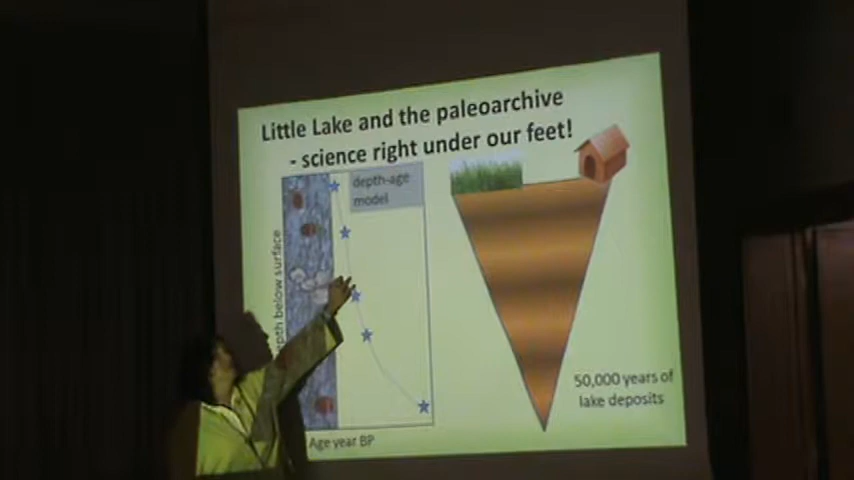 Little Lake and the paleoarchive
- science right under our feet!
depth-age
model
depth below surface
Age year BP
50,000 years of
lake deposits